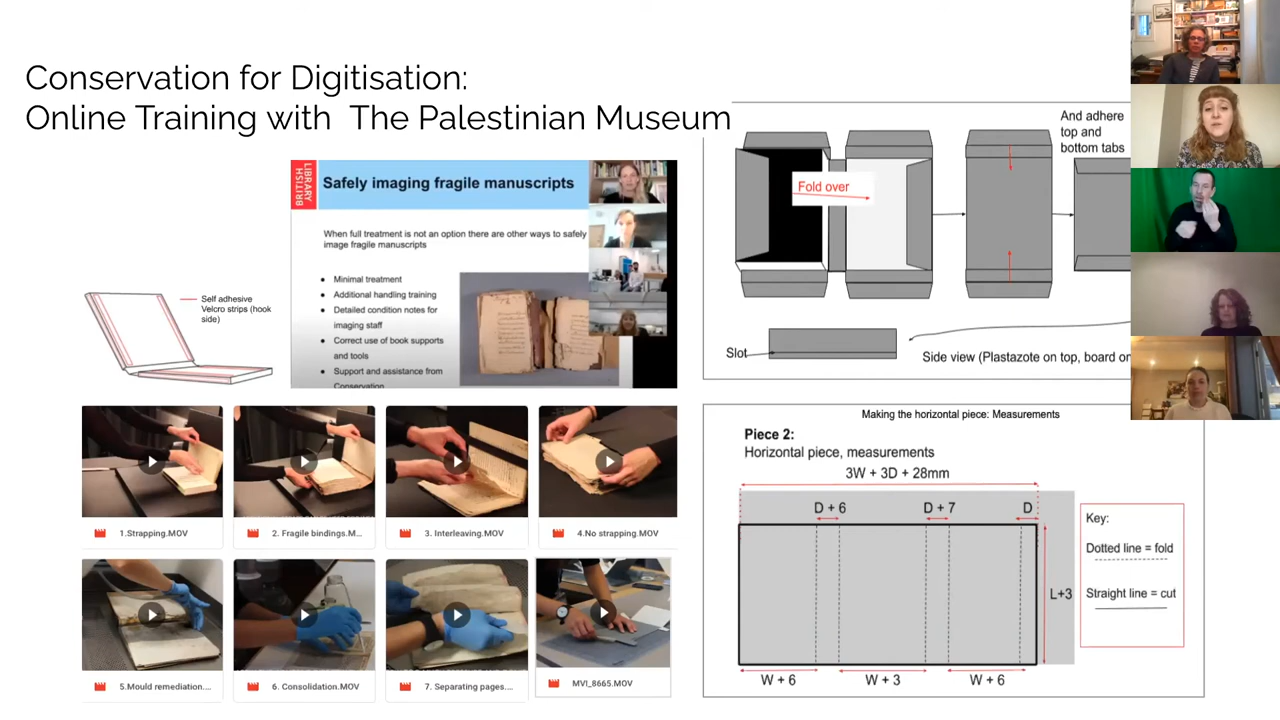 Conservation for Digitisation:
Online Training with The Palestinian Museum
BRITISH
LIBRARY
Safely imaging fragile manuscripts
When full treatment is not an option there are other ways to safely
image fragile manuscripts
Minimal treatment
Additional handling training
Detailed condition notes for
imaging staff
Correct use of book supports
and tools
Support and assistance from
Conservation
Self adhesive
Velcro strips (hook
side)
1.Strapping.MOV
2. Fragile bindings.M...
3. Interleaving.MOV
4.No strapping.MOV
5.Mould remediation....
6. Consolidation.MOV
7. Separating pages....
MVI_8665.MOV
And adhere
top and
bottom tabs
Fold over
Slot
Side view (Plastazote on top, board on
Making the horizontal piece: Measurements
Piece 2:
Horizontal piece, measurements
3W + 3D + 28mm
D + 6
D + 7
D
L+3
W + 6
W + 3
W + 6
Key:
Dotted line = fold
Straight line = cut